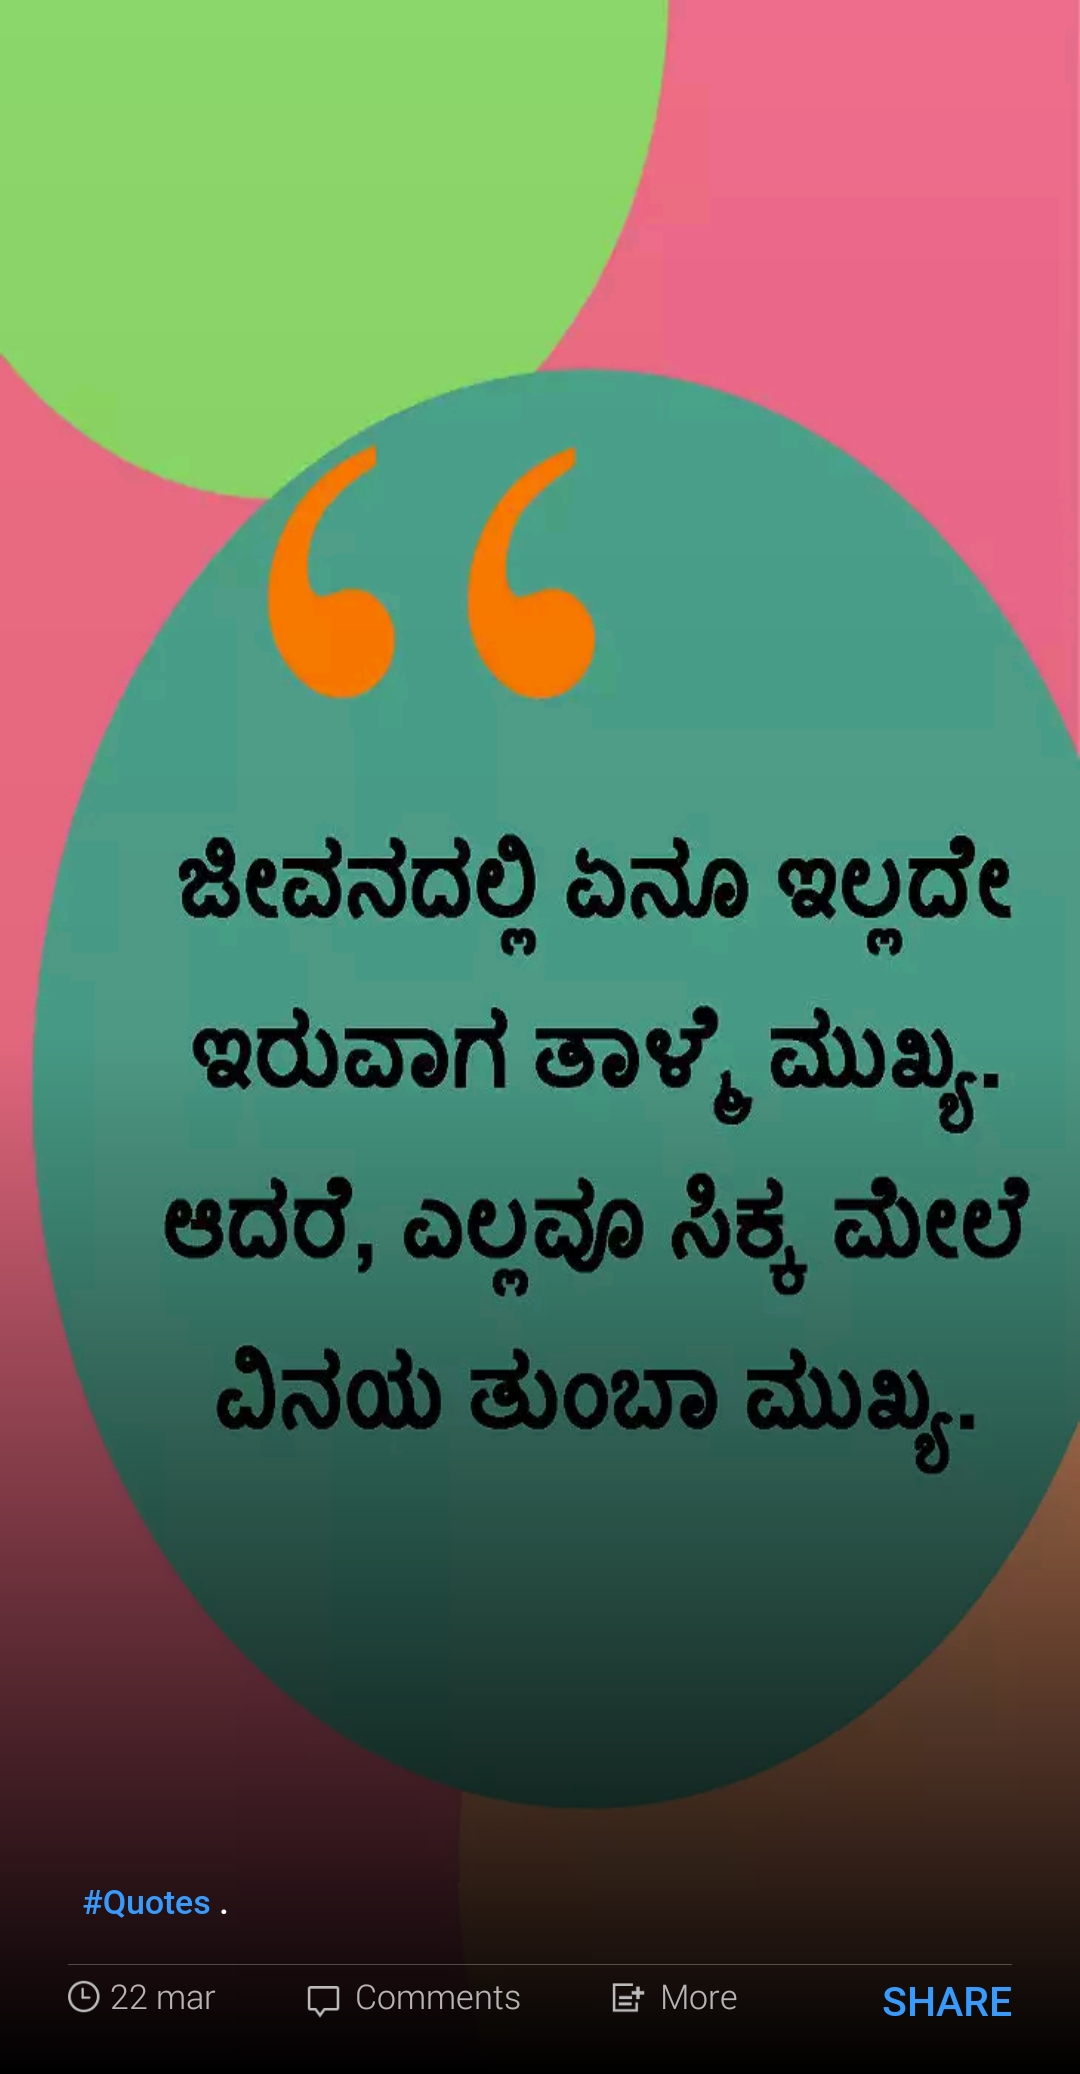 “
ಜೀವನದಲ್ಲಿ ಏನೂ ಇಲ್ಲದೇ
ಇರುವಾಗ ತಾಳ್ಮೆ ಮುಖ್ಯ.
ಆದರೆ, ಎಲ್ಲವೂ ಸಿಕ್ಕ ಮೇಲೆ
ವಿನಯ ತುಂಬಾ ಮುಖ್ಯ.
#Quotes .
22 mar Comments More SHARE